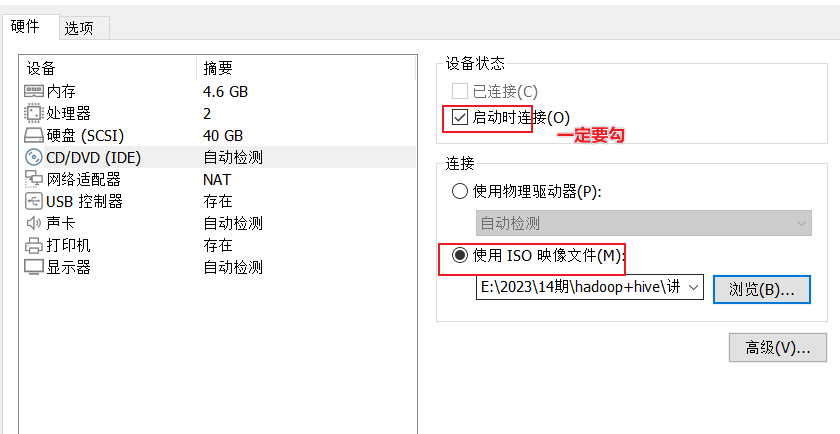 硬件 选项
设备 摘要
内存 4.6 GB
处理器 2
硬盘 (SCSI) 40 GB
CD/DVD (IDE) 自动检测
网络适配器 NAT
USB 控制器 存在
声卡 自动检测
打印机 存在
显示器 自动检测
设备状态
已连接(C)
启动时连接(O)
一定要勾
连接
使用物理驱动器(P):
自动检测
使用 ISO 映像文件(M):
E:\2023\14期\hadoop+hive\讲 浏览(B)...
高级(V)...